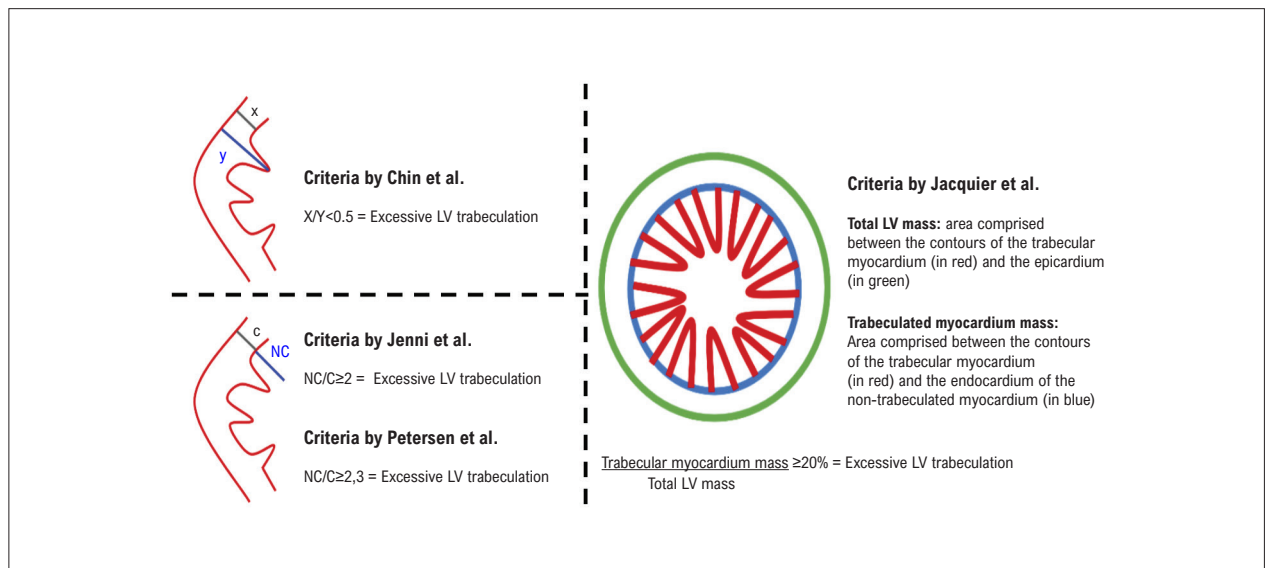 x
y
Criteria by Chin et al.
X/Y<0.5 = Excessive LV trabeculation
c
NC
Criteria by Jenni et al.
NC/C≥2 = Excessive LV trabeculation
Criteria by Petersen et al.
NC/C≥2,3 = Excessive LV trabeculation
Criteria by Jacquier et al.
Total LV mass: area comprised
between the contours of the trabecular
myocardium (in red) and the epicardium
(in green)
Trabeculated myocardium mass:
Area comprised between the contours
of the trabecular myocardium
(in red) and the endocardium of the
non-trabeculated myocardium (in blue)
Trabecular myocardium mass ≥20% = Excessive LV trabeculation
Total LV mass